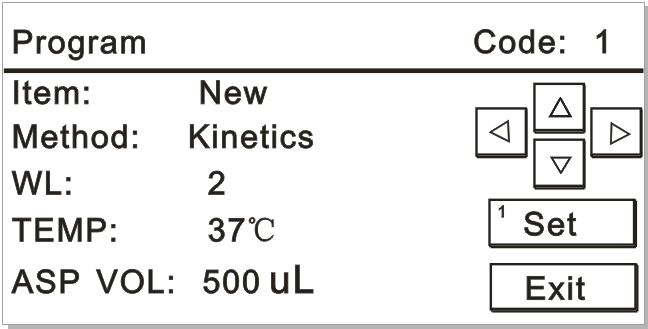 Program Code: 1
Item: New
Method: Kinetics
WL: 2
TEMP: 37℃
1 Set
ASP VOL: 500 uL
Exit